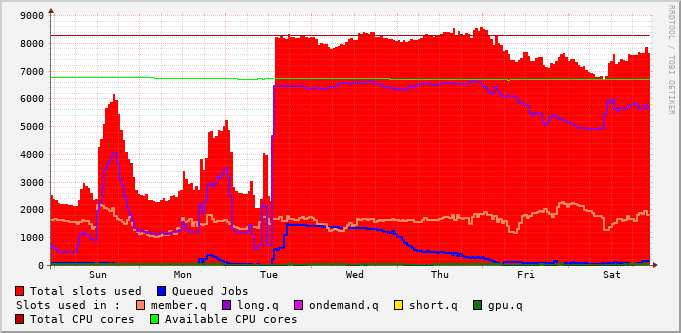 9000
8000
7000
6000
5000
4000
3000
2000
1000
0
Sun Mon Tue Wed Thu Fri Sat
RRDTOOL / TOBI OETIKER
Total slots used Queued Jobs
Slots used in : member.q long.q ondemand.q short.q gpu.q
Total CPU cores Available CPU cores